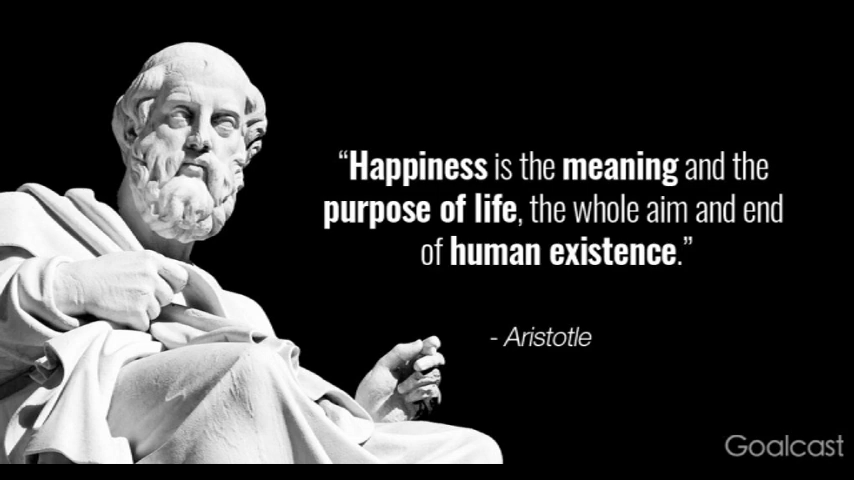 “Happiness is the meaning and the
purpose of life, the whole aim and end
of human existence.”
- Aristotle
Goalcast